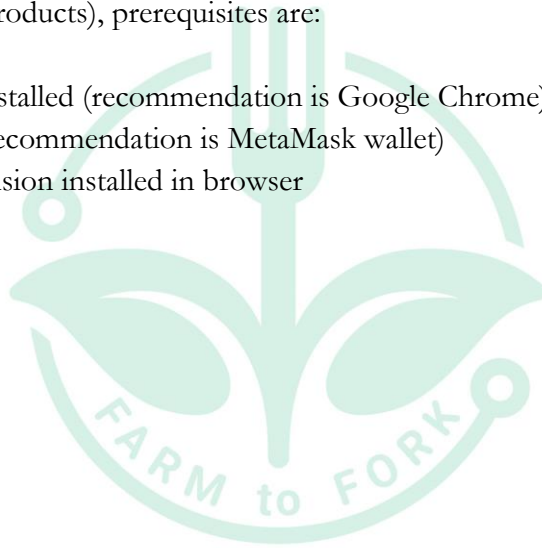 roducts), prerequisites are:
stalled (recommendation is Google Chrome)
ecommendation is MetaMask wallet)
sion installed in browser
FARM to FORK